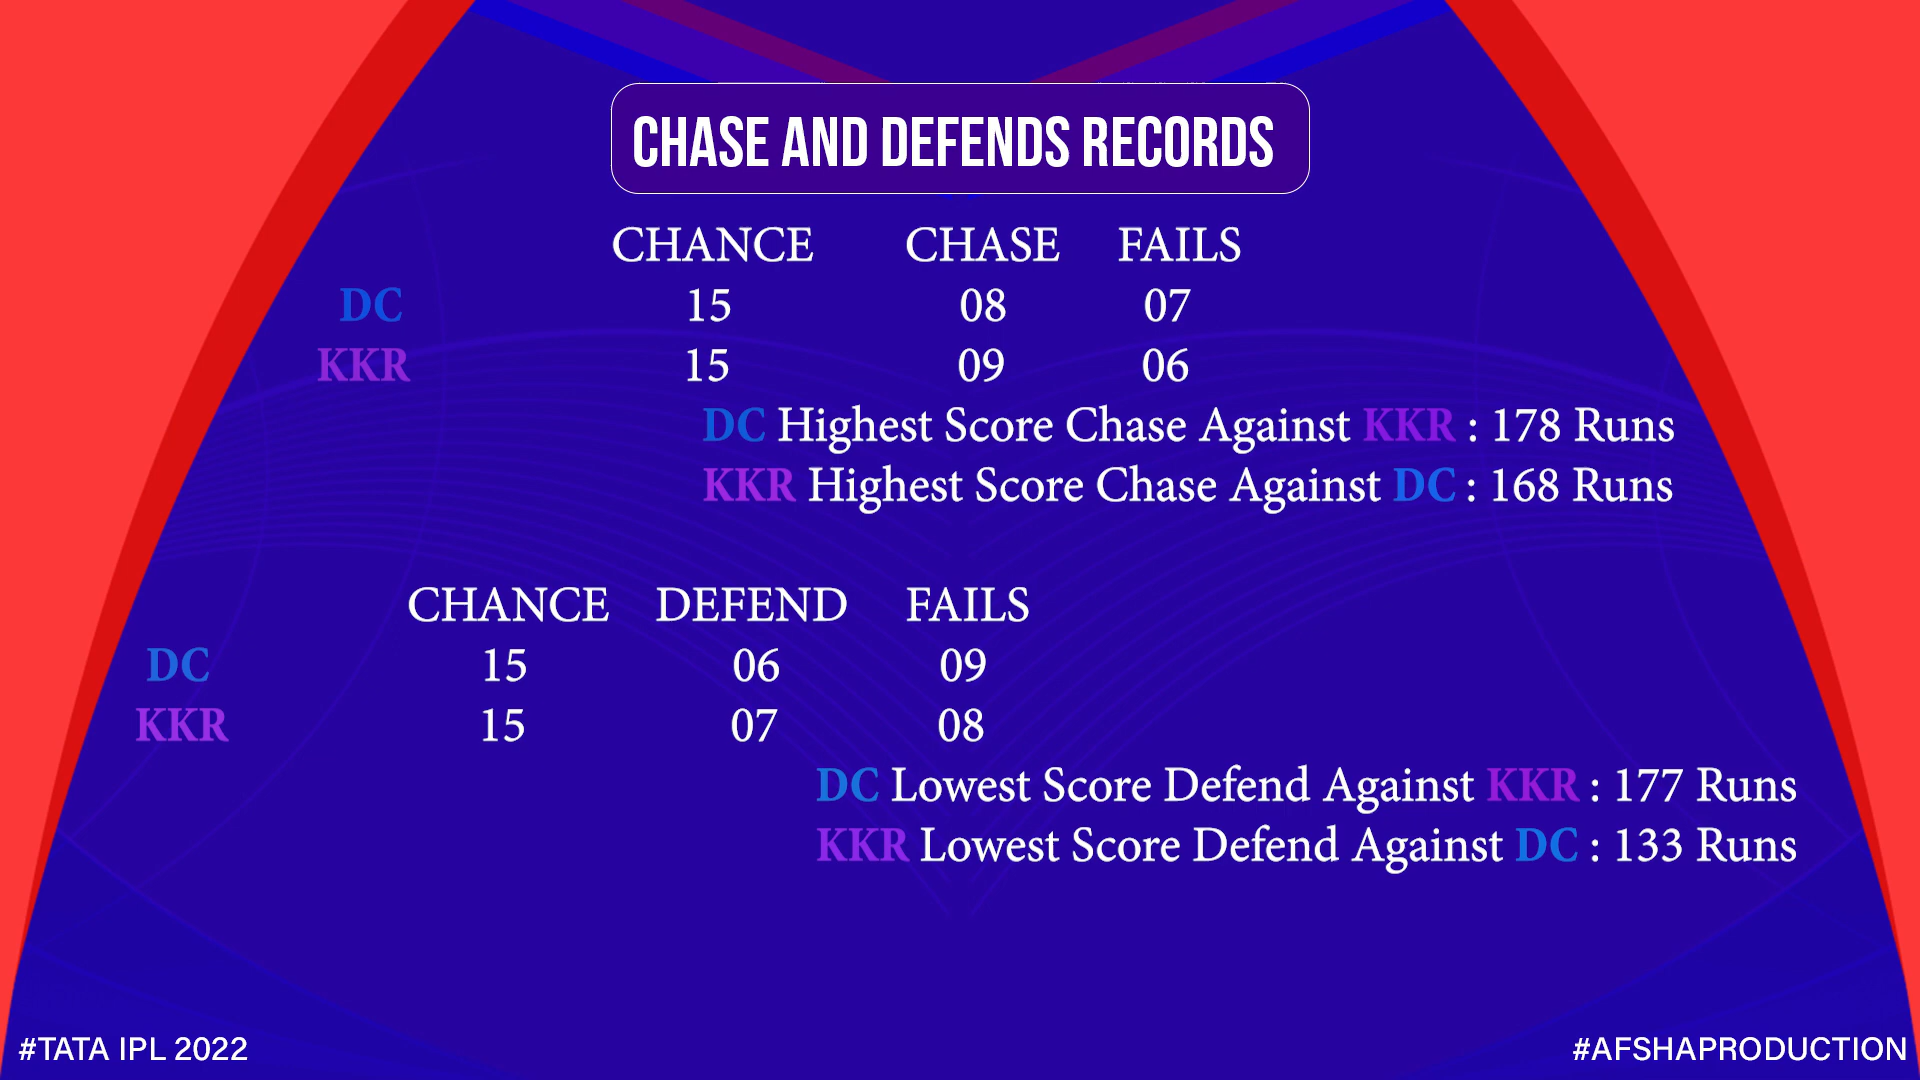 CHASE AND DEFENDS RECORDS
CHANCE CHASE FAILS
DC 15 08 07
KKR 15 09 06
DC Highest Score Chase Against KKR : 178 Runs
KKR Highest Score Chase Against DC : 168 Runs
CHANCE DEFEND FAILS
DC 15 06 09
KKR 15 07 08
DC Lowest Score Defend Against KKR : 177 Runs
KKR Lowest Score Defend Against DC : 133 Runs
#TATA IPL 2022
#AFSHAPRODUCTION